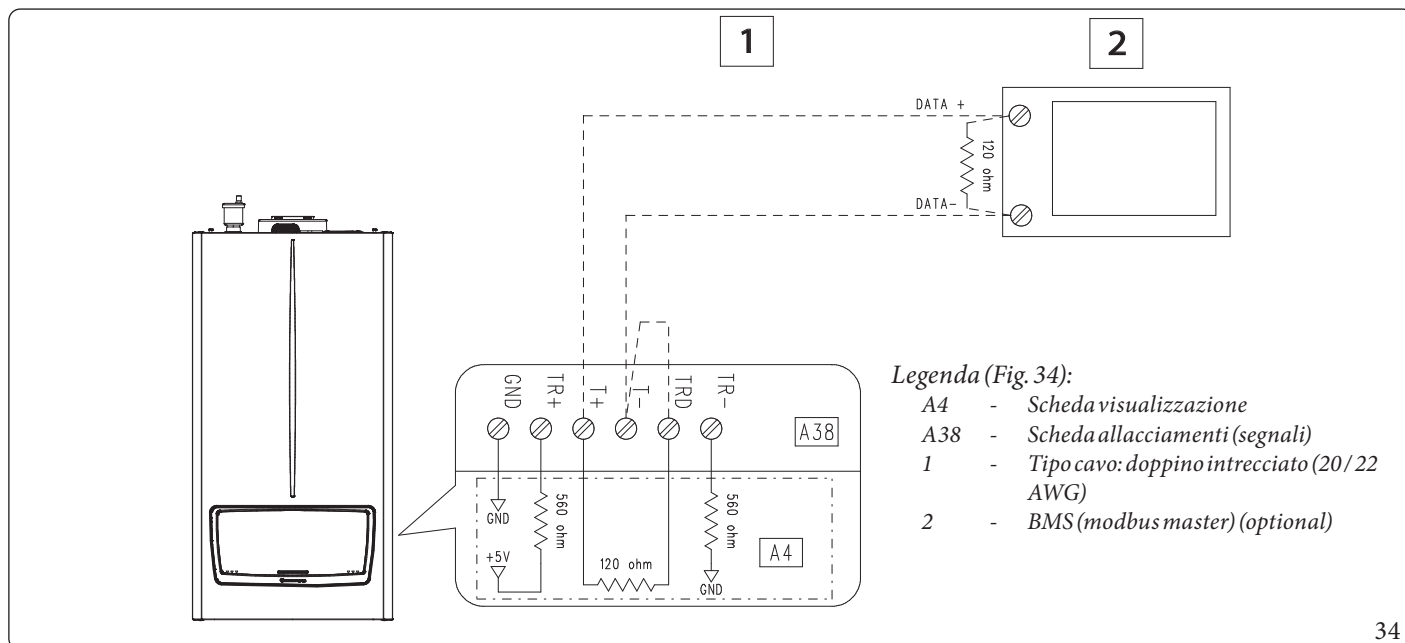 1
2
DATA +
120 ohm
DATA-
GND
TR+
T+
T-
TRD
TR-
A38
GND
+5V
560 ohm
120 ohm
560 ohm
GND
A4
Legenda (Fig. 34):
A4 - Scheda visualizzazione
A38 - Scheda allacciamenti (segnali)
1 - Tipo cavo: doppino intrecciato (20/22
AWG)
2 - BMS (modbus master) (optional)
34